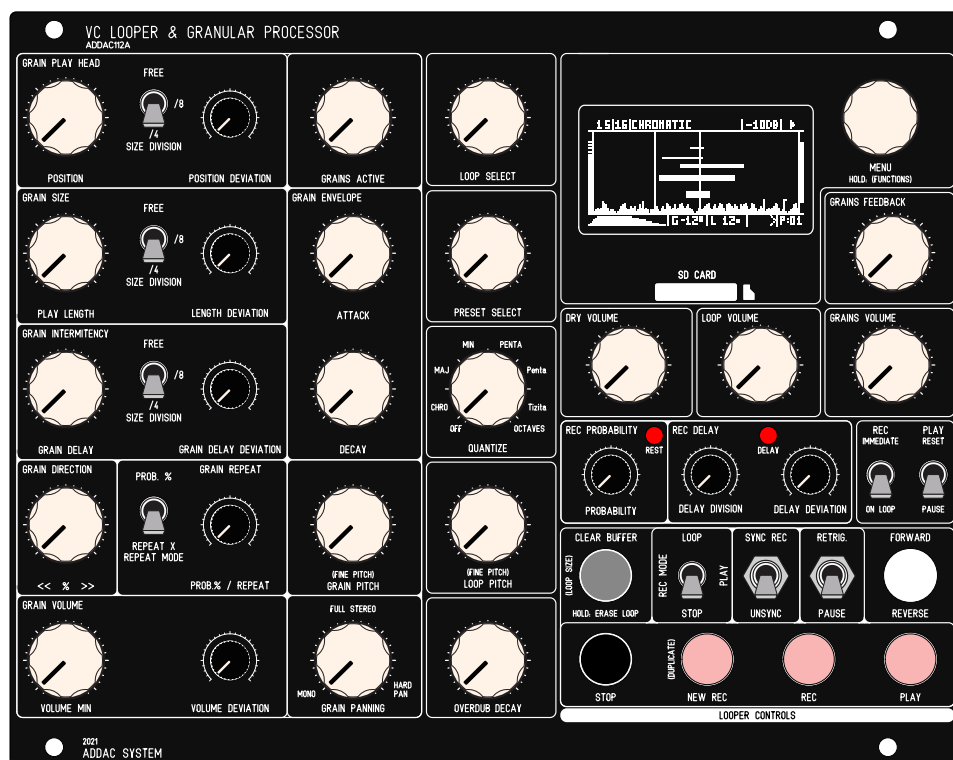 VC LOOPER & GRANULAR PROCESSOR
ADDAC112A
GRAIN PLAY HEAD
FREE
/8
/4
SIZE DIVISION
POSITION
POSITION DEVIATION
GRAINS ACTIVE
LOOP SELECT
15|16|CHROMATIC |-10DB|
G-12 |L 12 | P:01
MENU
HOLD: (FUNCTIONS)
SD CARD
GRAIN SIZE
FREE
/8
/4
SIZE DIVISION
PLAY LENGTH
LENGTH DEVIATION
GRAIN ENVELOPE
ATTACK
PRESET SELECT
GRAINS FEEDBACK
GRAIN INTERMITENCY
FREE
/8
/4
SIZE DIVISION
GRAIN DELAY
GRAIN DELAY DEVIATION
DECAY
MIN
PENTA
MAJ
Penta
CHRO
Tizita
OFF
OCTAVES
QUANTIZE
DRY VOLUME
LOOP VOLUME
GRAINS VOLUME
REC PROBABILITY
REST
PROBABILITY
REC DELAY
DELAY
DELAY DIVISION
DELAY DEVIATION
REC
IMMEDIATE
ON LOOP
PLAY
RESET
PAUSE
GRAIN DIRECTION
<< % >>
PROB. %
REPEAT X
REPEAT MODE
GRAIN REPEAT
PROB.% / REPEAT
(FINE PITCH)
GRAIN PITCH
(FINE PITCH)
LOOP PITCH
CLEAR BUFFER
(LOOP SIZE)
HOLD: ERASE LOOP
LOOP
REC MODE
PLAY
STOP
SYNC REC
UNSYNC
RETRIG.
PAUSE
FORWARD
REVERSE
GRAIN VOLUME
VOLUME MIN
VOLUME DEVIATION
FULL STEREO
MONO
HARD
PAN
GRAIN PANNING
OVERDUB DECAY
STOP
(DUPLICATE)
NEW REC
REC
PLAY
LOOPER CONTROLS
2021
ADDAC SYSTEM